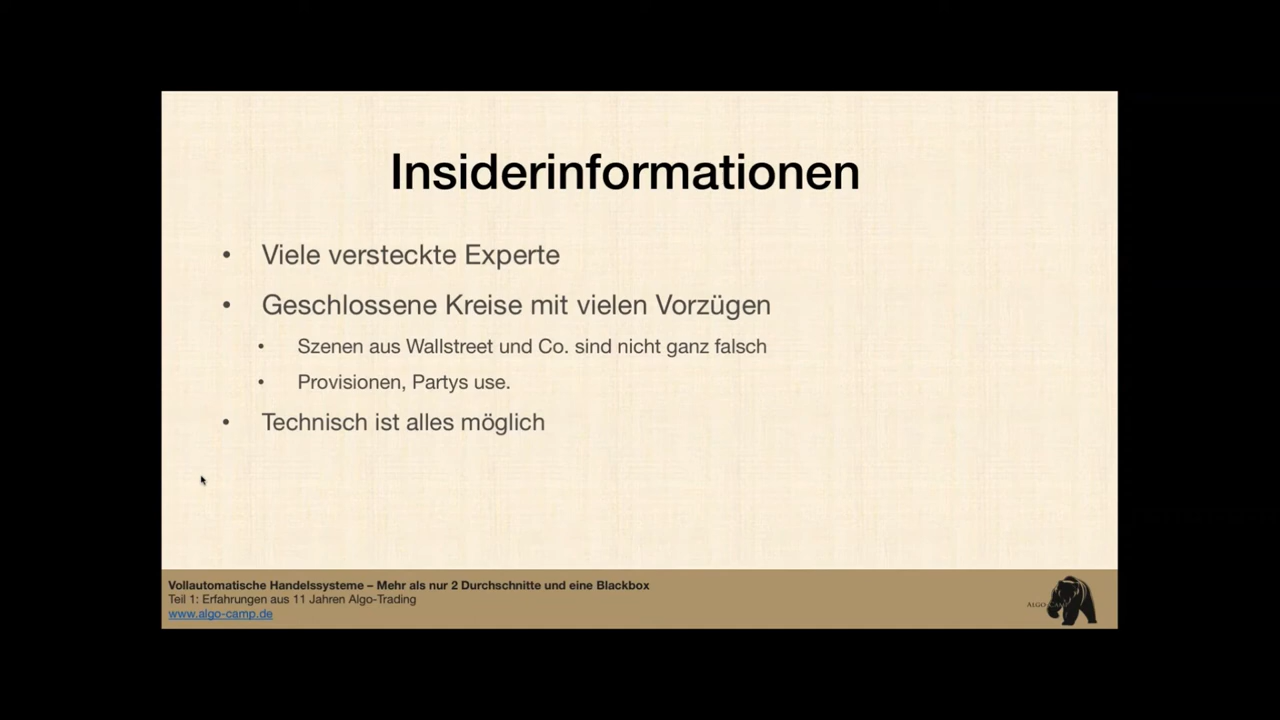 Insiderinformationen
• Viele versteckte Experte
• Geschlossene Kreise mit vielen Vorzügen
• Szenen aus Wallstreet und Co. sind nicht ganz falsch
• Provisionen, Partys use.
• Technisch ist alles möglich
Vollautomatische Handelssysteme – Mehr als nur 2 Durchschnitte und eine Blackbox
Teil 1: Erfahrungen aus 11 Jahren Algo-Trading
www.algo-camp.de
ALGO-CAMP